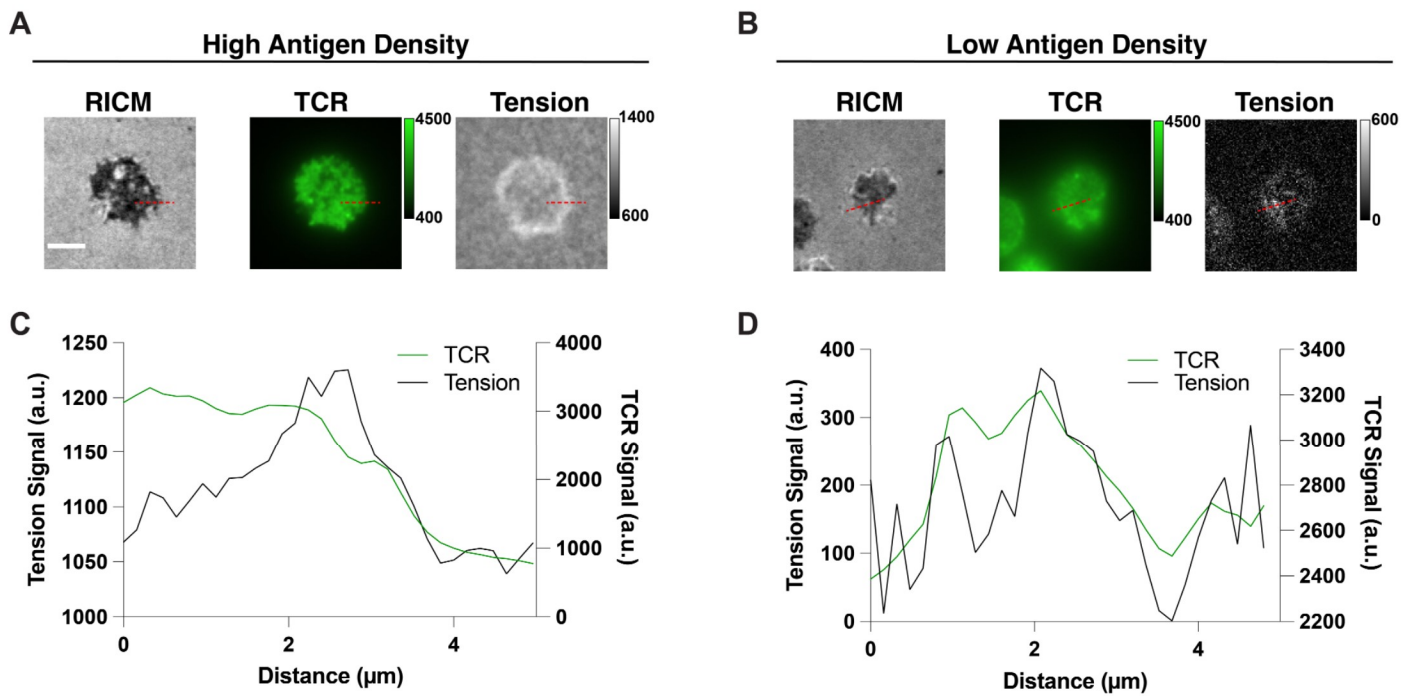 A
High Antigen Density
RICM
TCR
Tension
4500
400
1400
600
B
Low Antigen Density
RICM
TCR
Tension
4500
400
600
0
C
1250
1200
1150
1100
1050
1000
Tension Signal (a.u.)
TCR
Tension
4000
3000
2000
1000
0
TCR Signal (a.u.)
0
2
4
Distance (µm)
D
400
300
200
100
0
Tension Signal (a.u.)
TCR
Tension
3400
3200
3000
2800
2600
2400
2200
TCR Signal (a.u.)
0
2
4
Distance (µm)